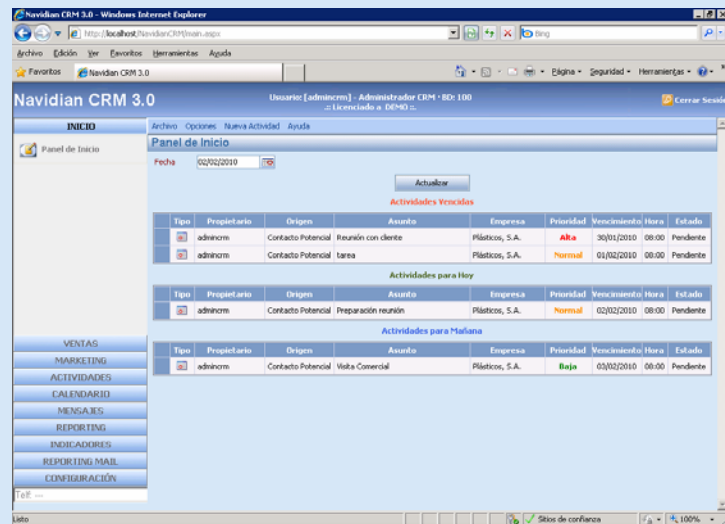 Navidian CRM 3.0 - Windows Internet Explorer
http://localhost/NavidianCRM/main.aspx
Bing
Archivo Edición Ver Favoritos Herramientas Ayuda
Favoritos Navidian CRM 3.0 Página Seguridad Herramientas
Navidian CRM 3.0
Usuario: [admincrm] - Administrador CRM - BD: 100
.:: Licenciado a DEMO ::.
Cerrar Sesió
INICIO
Archivo Opciones Nueva Actividad Ayuda
Panel de Inicio
Panel de Inicio
Fecha 02/02/2010
Actualizar
Actividades Vencidas
Tipo Propietario Origen Asunto Empresa Prioridad Vencimiento Hora Estado
admincrm Contacto Potencial Reunión con cliente Plásticos, S.A. Alta 30/01/2010 08:00 Pendiente
admincrm Contacto Potencial tarea Plásticos, S.A. Normal 01/02/2010 08:00 Pendiente
Actividades para Hoy
Tipo Propietario Origen Asunto Empresa Prioridad Vencimiento Hora Estado
admincrm Contacto Potencial Preparación reunión Plásticos, S.A. Normal 02/02/2010 08:00 Pendiente
Actividades para Mañana
Tipo Propietario Origen Asunto Empresa Prioridad Vencimiento Hora Estado
admincrm Contacto Potencial Visita Comercial Plásticos, S.A. Baja 03/02/2010 08:00 Pendiente
VENTAS
MARKETING
ACTIVIDADES
CALENDARIO
MENSAJES
REPORTING
INDICADORES
REPORTING MAIL
CONFIGURACIÓN
Telf: ---
Listo Sitios de confianza 100%